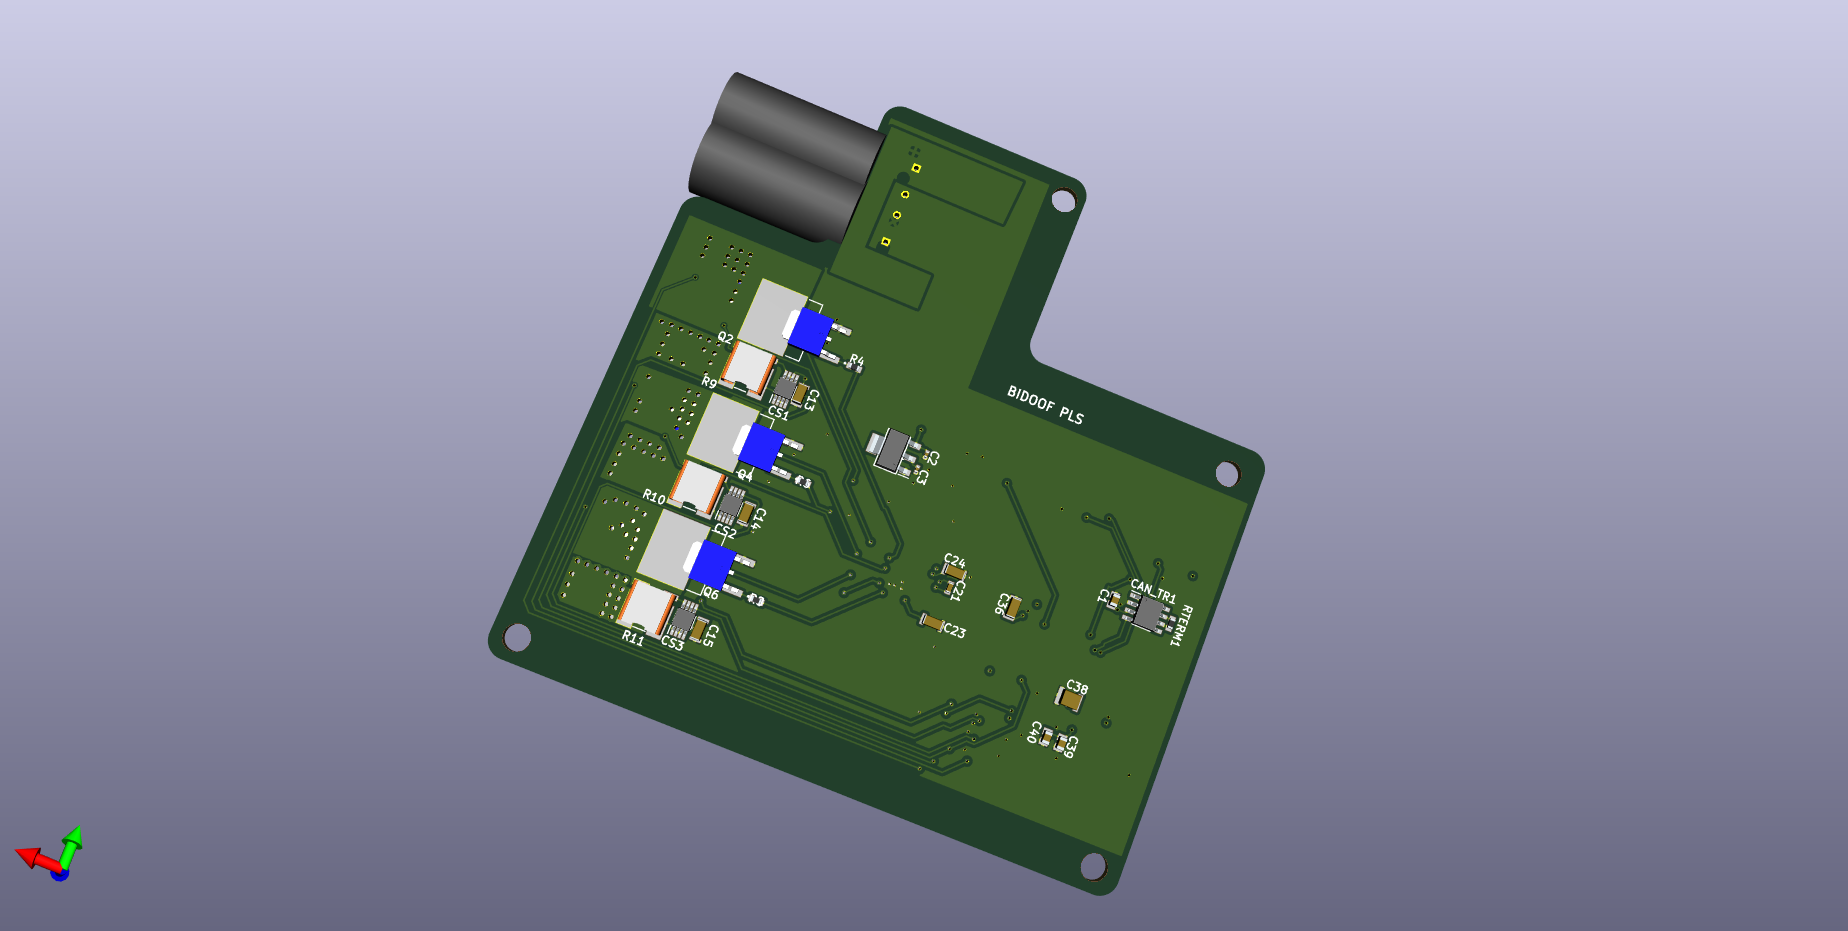 Q2
R4
R9
C13
CS1
BIDOOF PLS
Q4
C2
C3
R10
C14
CS2
C24
C21
Q6
C36
C1
CAN_TR1
RTERM1
C23
R11
CS3
C15
C38
C40
C39